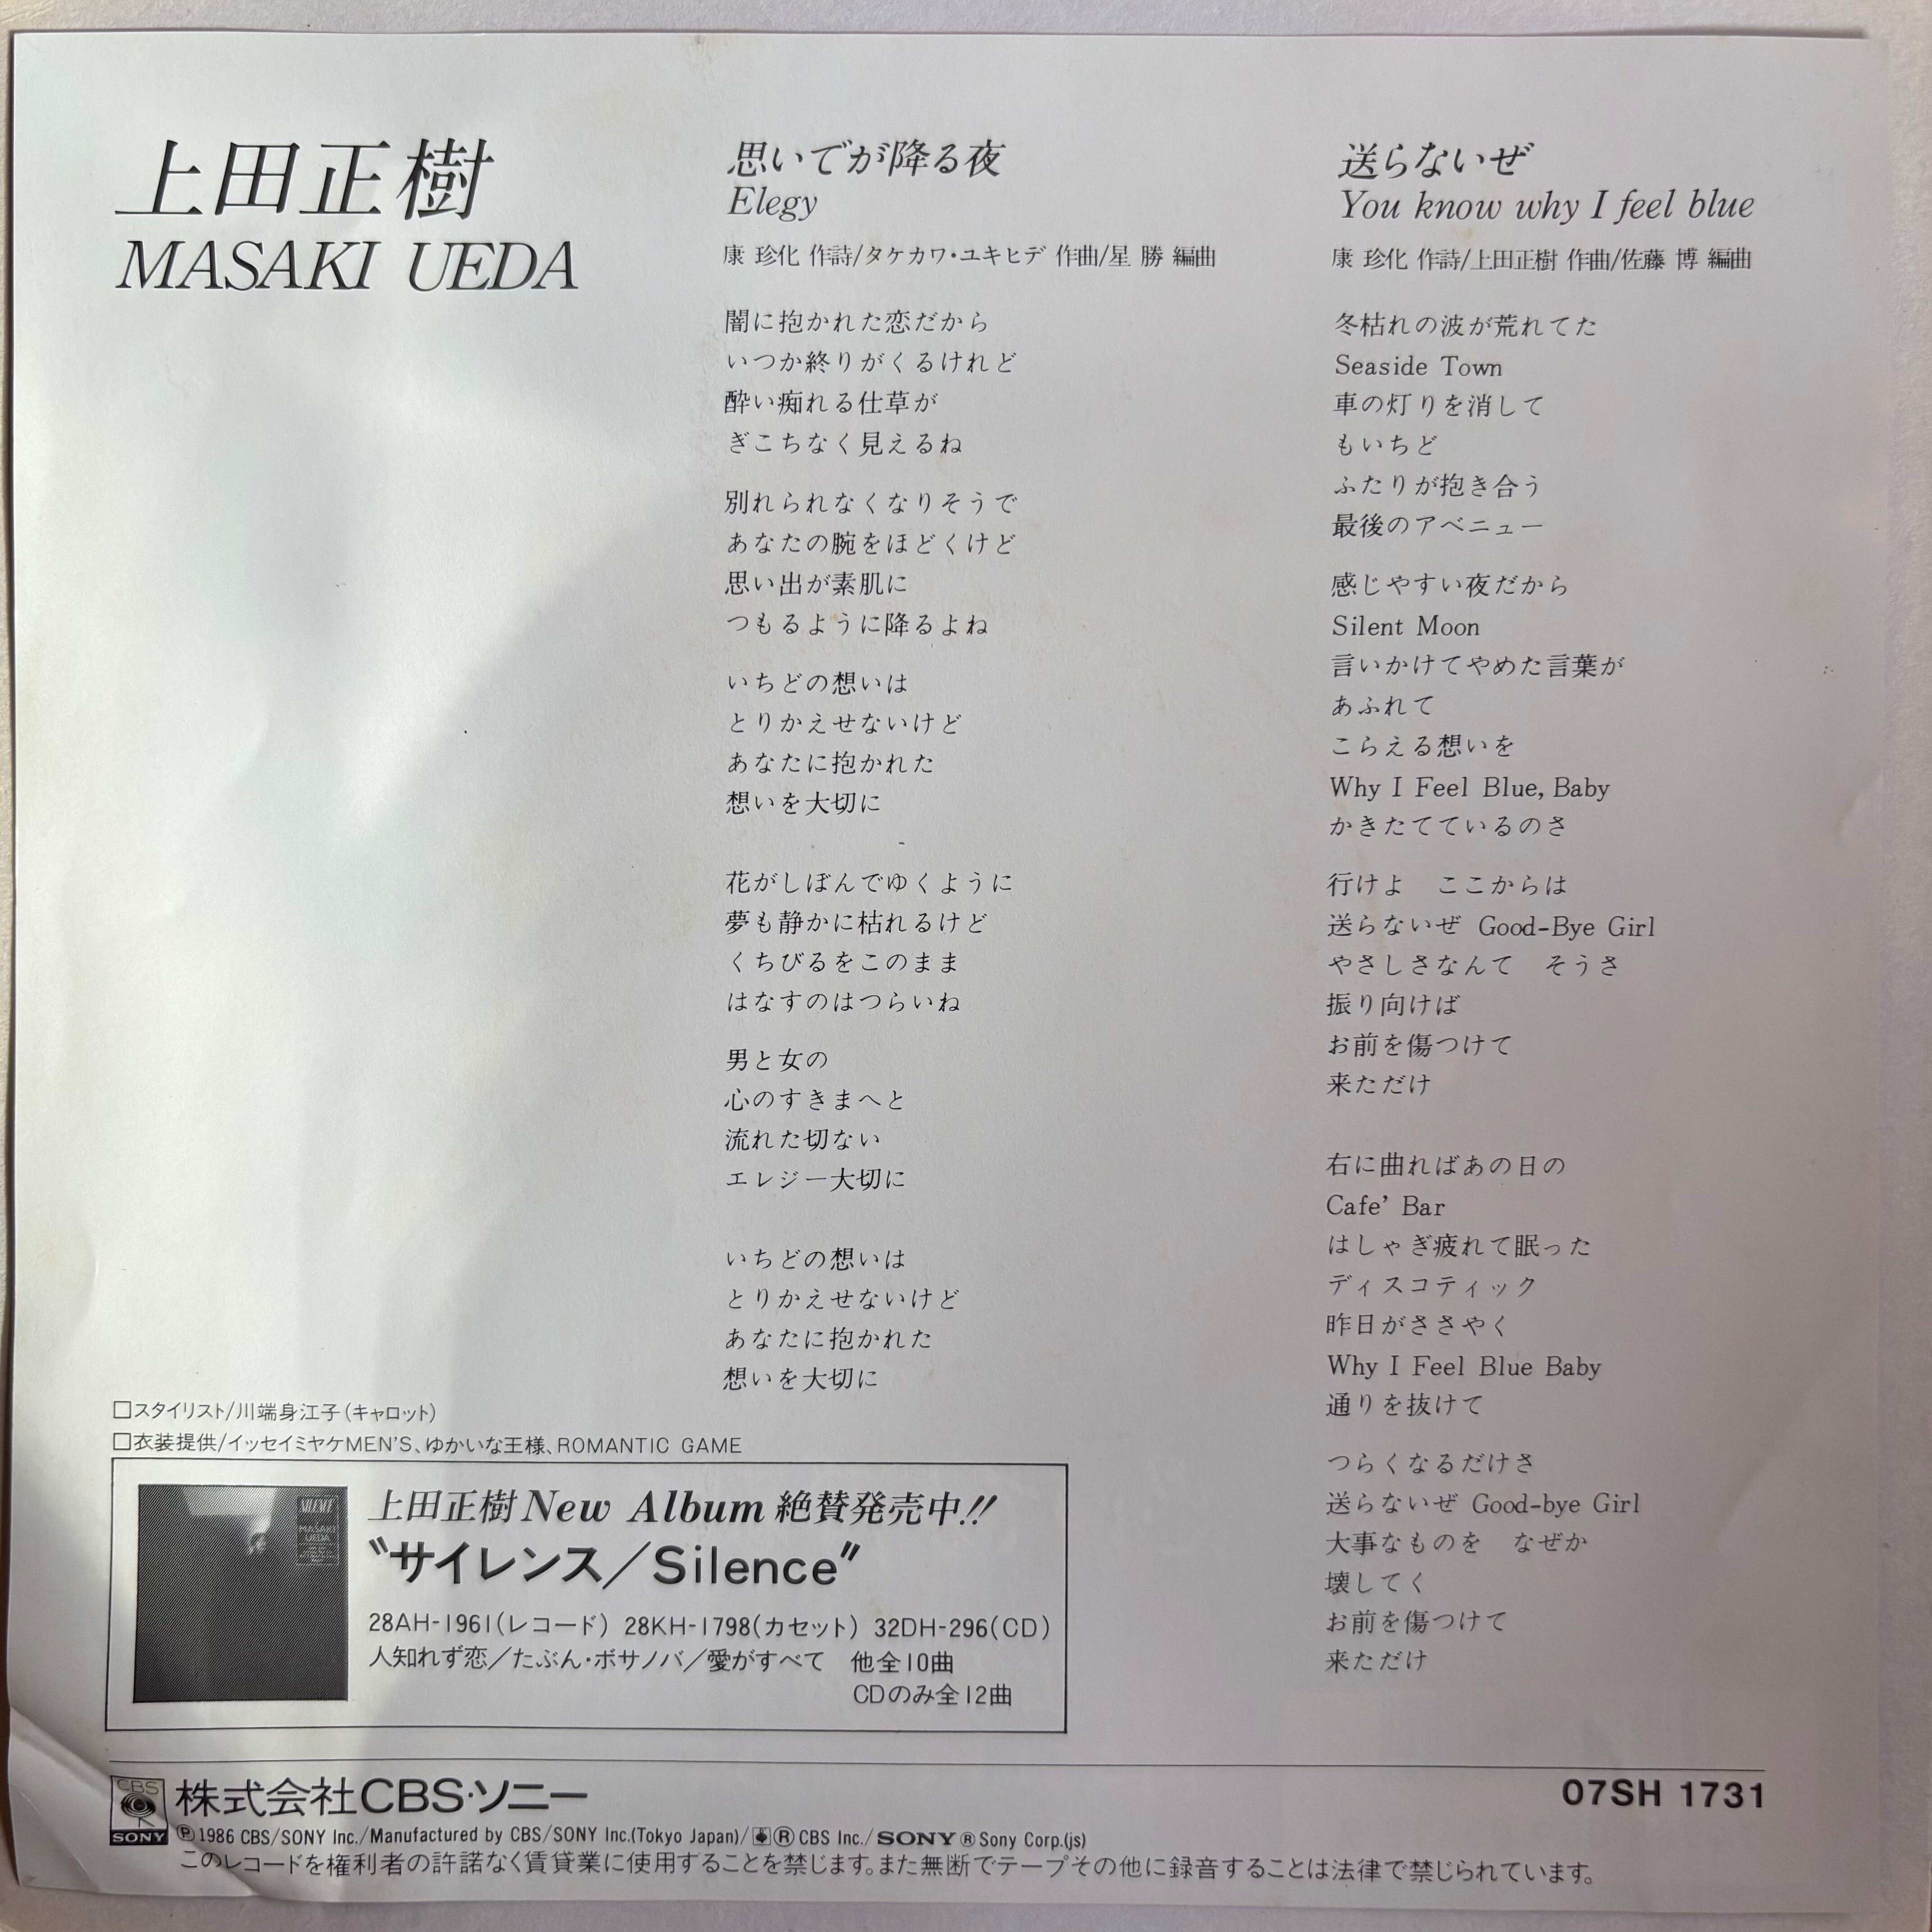 上田正樹
MASAKI UEDA
思いでが降る夜
Elegy
康 珍化 作詩/タケカワ・ユキヒデ 作曲/星 勝 編曲
闇に抱かれた恋だから
いつか終りがくるけれど
酔い痴れる仕草が
ぎこちなく見えるね
別れられなくなりそうで
あなたの腕をほどくけど
思い出が素肌に
つもるように降るよね
いちどの想いは
とりかえせないけど
あなたに抱かれた
想いを大切に
花がしぼんでゆくように
夢も静かに枯れるけど
くちびるをこのまま
はなすのはつらいね
男と女の
心のすきまへと
流れた切ない
エレジー大切に
いちどの想いは
とりかえせないけど
あなたに抱かれた
想いを大切に
送らないぜ
You know why I feel blue
康 珍化 作詩/上田正樹 作曲/佐藤 博 編曲
冬枯れの波が荒れてた
Seaside Town
車の灯りを消して
もいちど
ふたりが抱き合う
最後のアベニュー
感じやすい夜だから
Silent Moon
言いかけてやめた言葉が
あふれて
こらえる想いを
Why I Feel Blue, Baby
かきたてているのさ
行けよ ここからは
送らないぜ Good-Bye Girl
やさしさなんて そうさ
振り向けば
お前を傷つけて
来ただけ
右に曲ればあの日の
Cafe' Bar
はしゃぎ疲れて眠った
ディスコティック
昨日がささやく
Why I Feel Blue Baby
通りを抜けて
つらくなるだけさ
送らないぜ Good-bye Girl
大事なものを なぜか
壊してく
お前を傷つけて
来ただけ
□スタイリスト/川端身江子(キャロット)
□衣装提供/イッセイミヤケMEN'S、ゆかいな王様、ROMANTIC GAME
SILENCE
MASAKI
UEDA
上田正樹New Album 絶賛発売中!!
"サイレンス/Silence"
28AH-1961(レコード) 28KH-1798(カセット) 32DH-296(CD)
人知れず恋/たぶん・ボサノバ/愛がすべて 他全10曲
CDのみ全12曲
CBS
SONY
株式会社CBS・ソニー
07SH 1731
Ⓟ1986 CBS/SONY Inc./Manufactured by CBS/SONY Inc.(Tokyo Japan)/®CBS Inc./SONY®Sony Corp.(js)
このレコードを権利者の許諾なく賃貸業に使用することを禁じます。また無断でテープその他に録音することは法律で禁じられています。